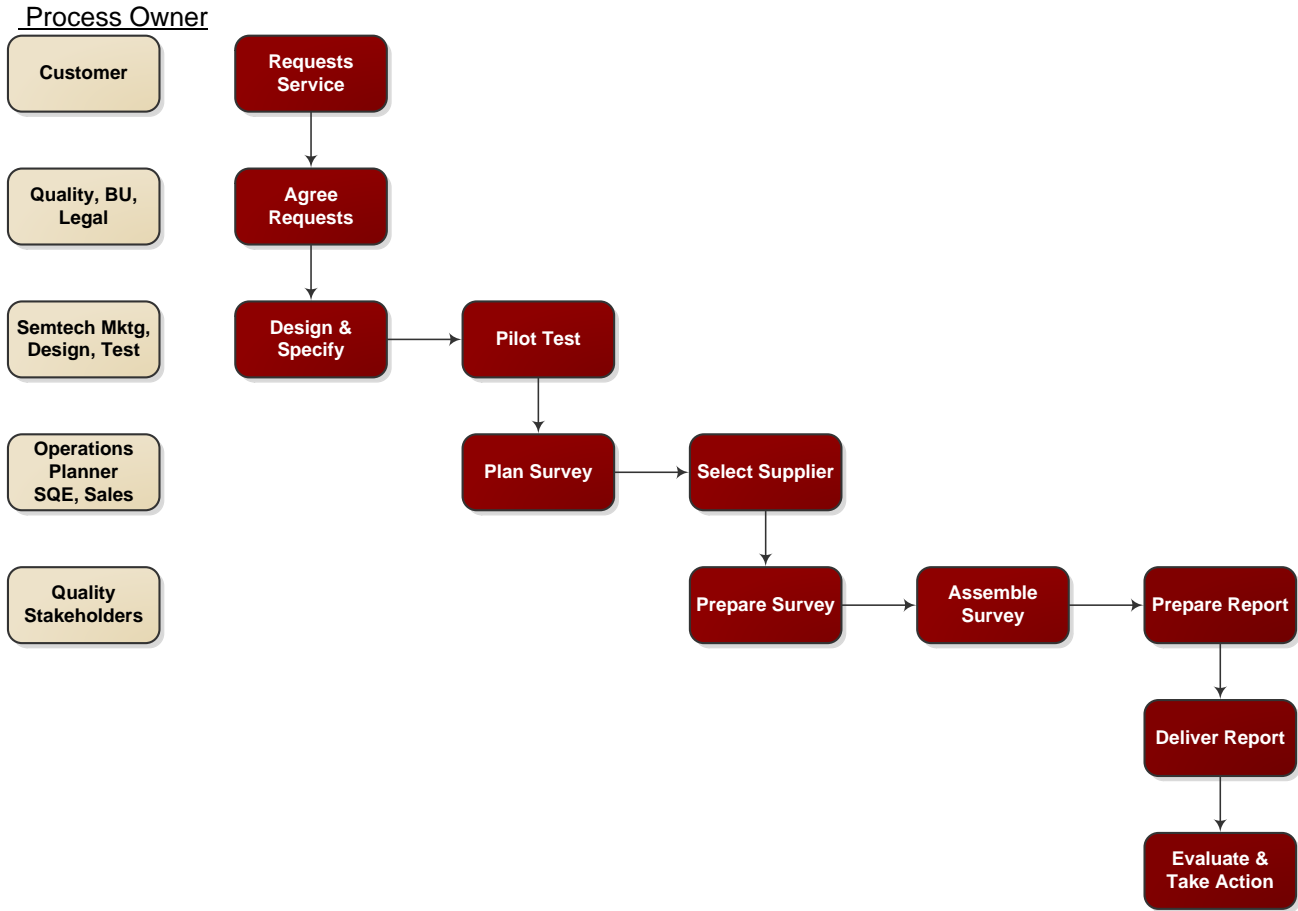 Process Owner
Customer
Requests
Service
Quality, BU,
Legal
Agree
Requests
Semtech Mktg,
Design, Test
Design &
Specify
Pilot Test
Operations
Planner
SQE, Sales
Plan Survey
Select Supplier
Quality
Stakeholders
Prepare Survey
Assemble
Survey
Prepare Report
Deliver Report
Evaluate &
Take Action